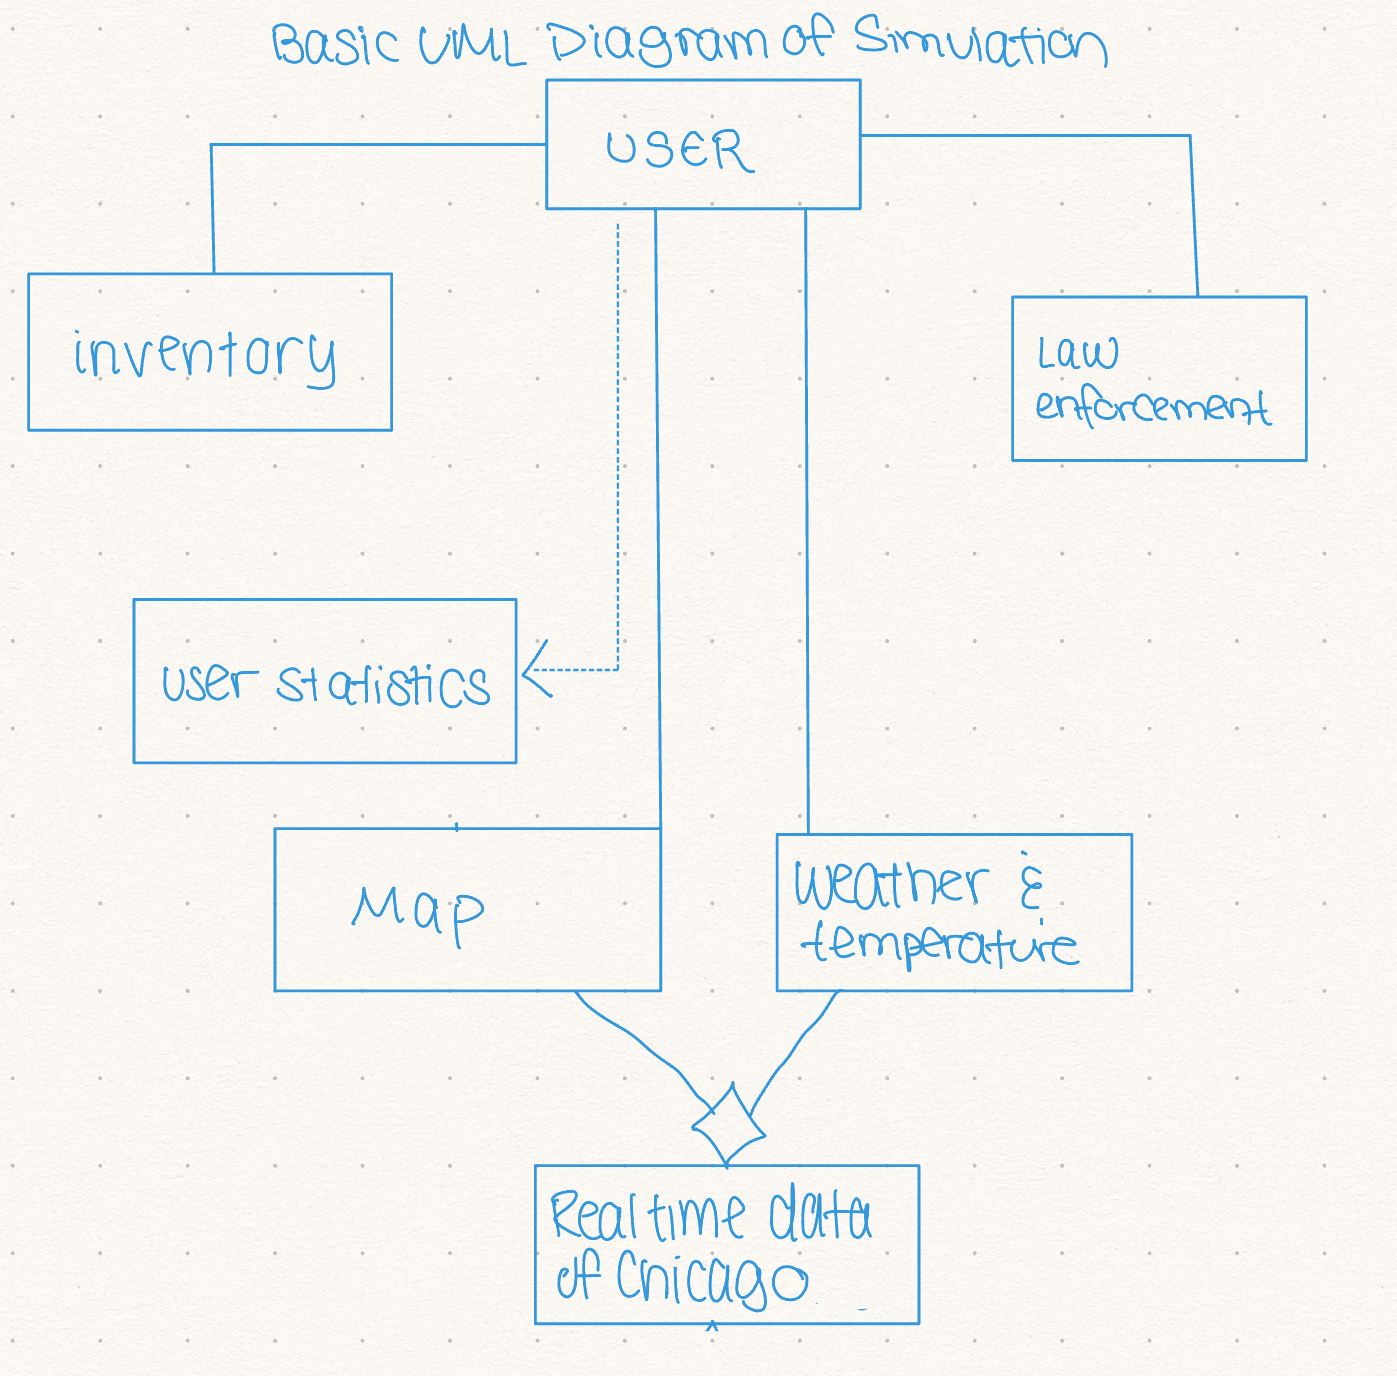 Basic UML Diagram of Simulation
USER
inventory
Law
enforcement
user statistics
Map
Weather &
temperature
Realtime data
of Chicago